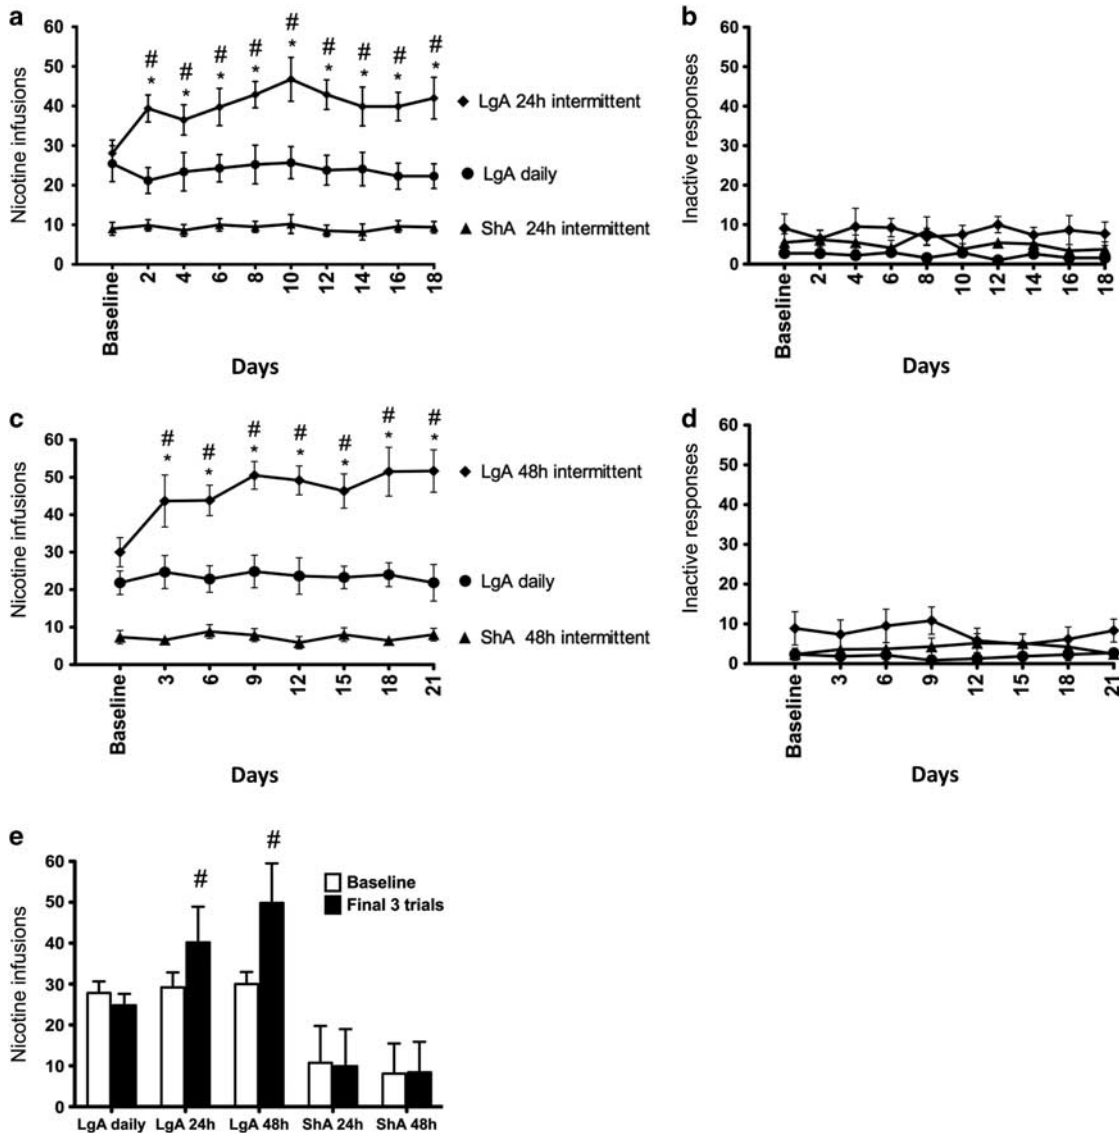 a
Nicotine infusions
60
50
40
30
20
10
0
# # # # # # # # #
* * * * * * * * *
LgA 24h intermittent
LgA daily
ShA 24h intermittent
Baseline 2 4 6 8 10 12 14 16 18
Days
b
Inactive responses
60
50
40
30
20
10
0
Baseline 2 4 6 8 10 12 14 16 18
Days
c
Nicotine infusions
60
50
40
30
20
10
0
# # # # # # #
* * * * * * *
LgA 48h intermittent
LgA daily
ShA 48h intermittent
Baseline 3 6 9 12 15 18 21
Days
d
Inactive responses
60
50
40
30
20
10
0
Baseline 3 6 9 12 15 18 21
Days
e
Nicotine infusions
60
50
40
30
20
10
0
# #
Baseline
Final 3 trials
LgA daily LgA 24h LgA 48h ShA 24h ShA 48h